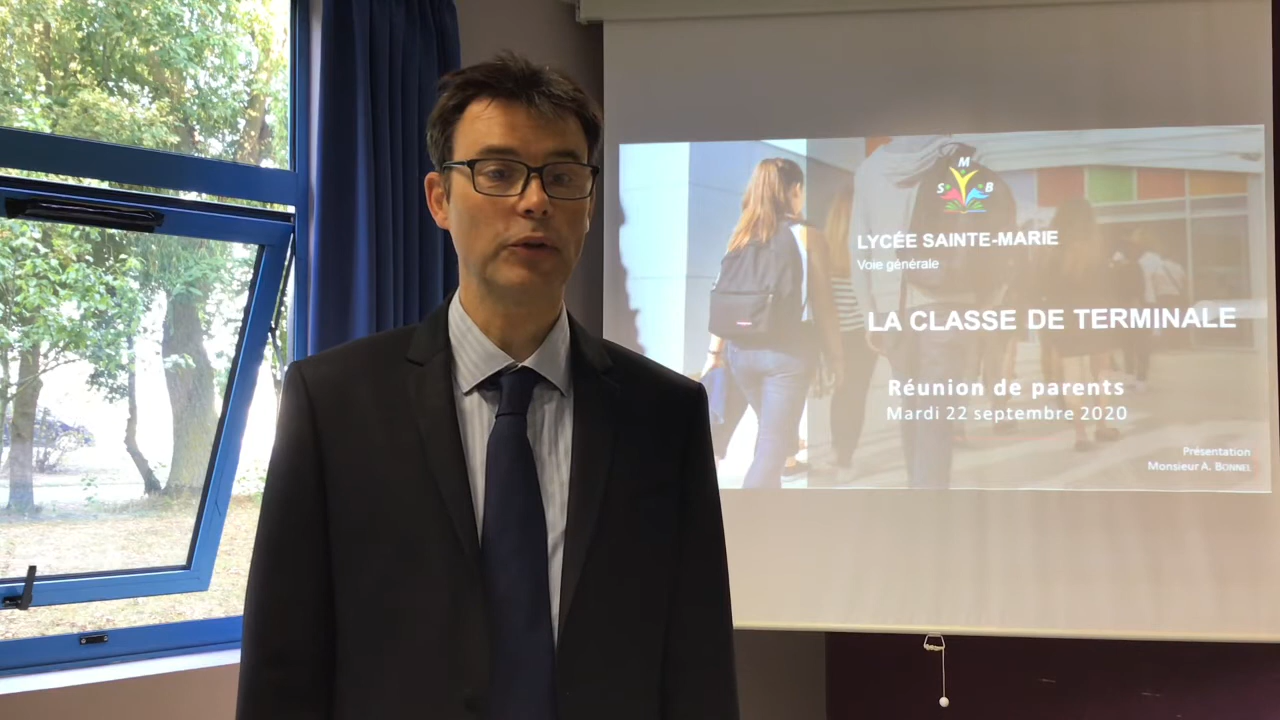 M
S B
LYCÉE SAINTE-MARIE
Voie générale
LA CLASSE DE TERMINALE
Réunion de parents
Mardi 22 septembre 2020
Présentation
Monsieur A. BONNEL